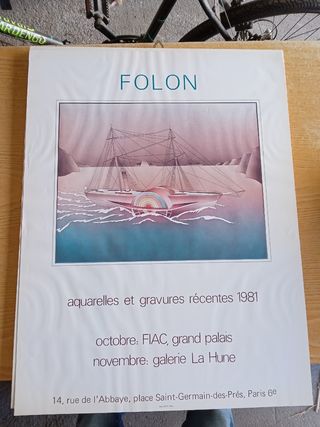 FOLON
aquarelles et gravures récentes 1981
octobre: FIAC, grand palais
novembre: galerie La Hune
14, rue de l'Abbaye, place Saint-Germain-des-Prés, Paris 6e